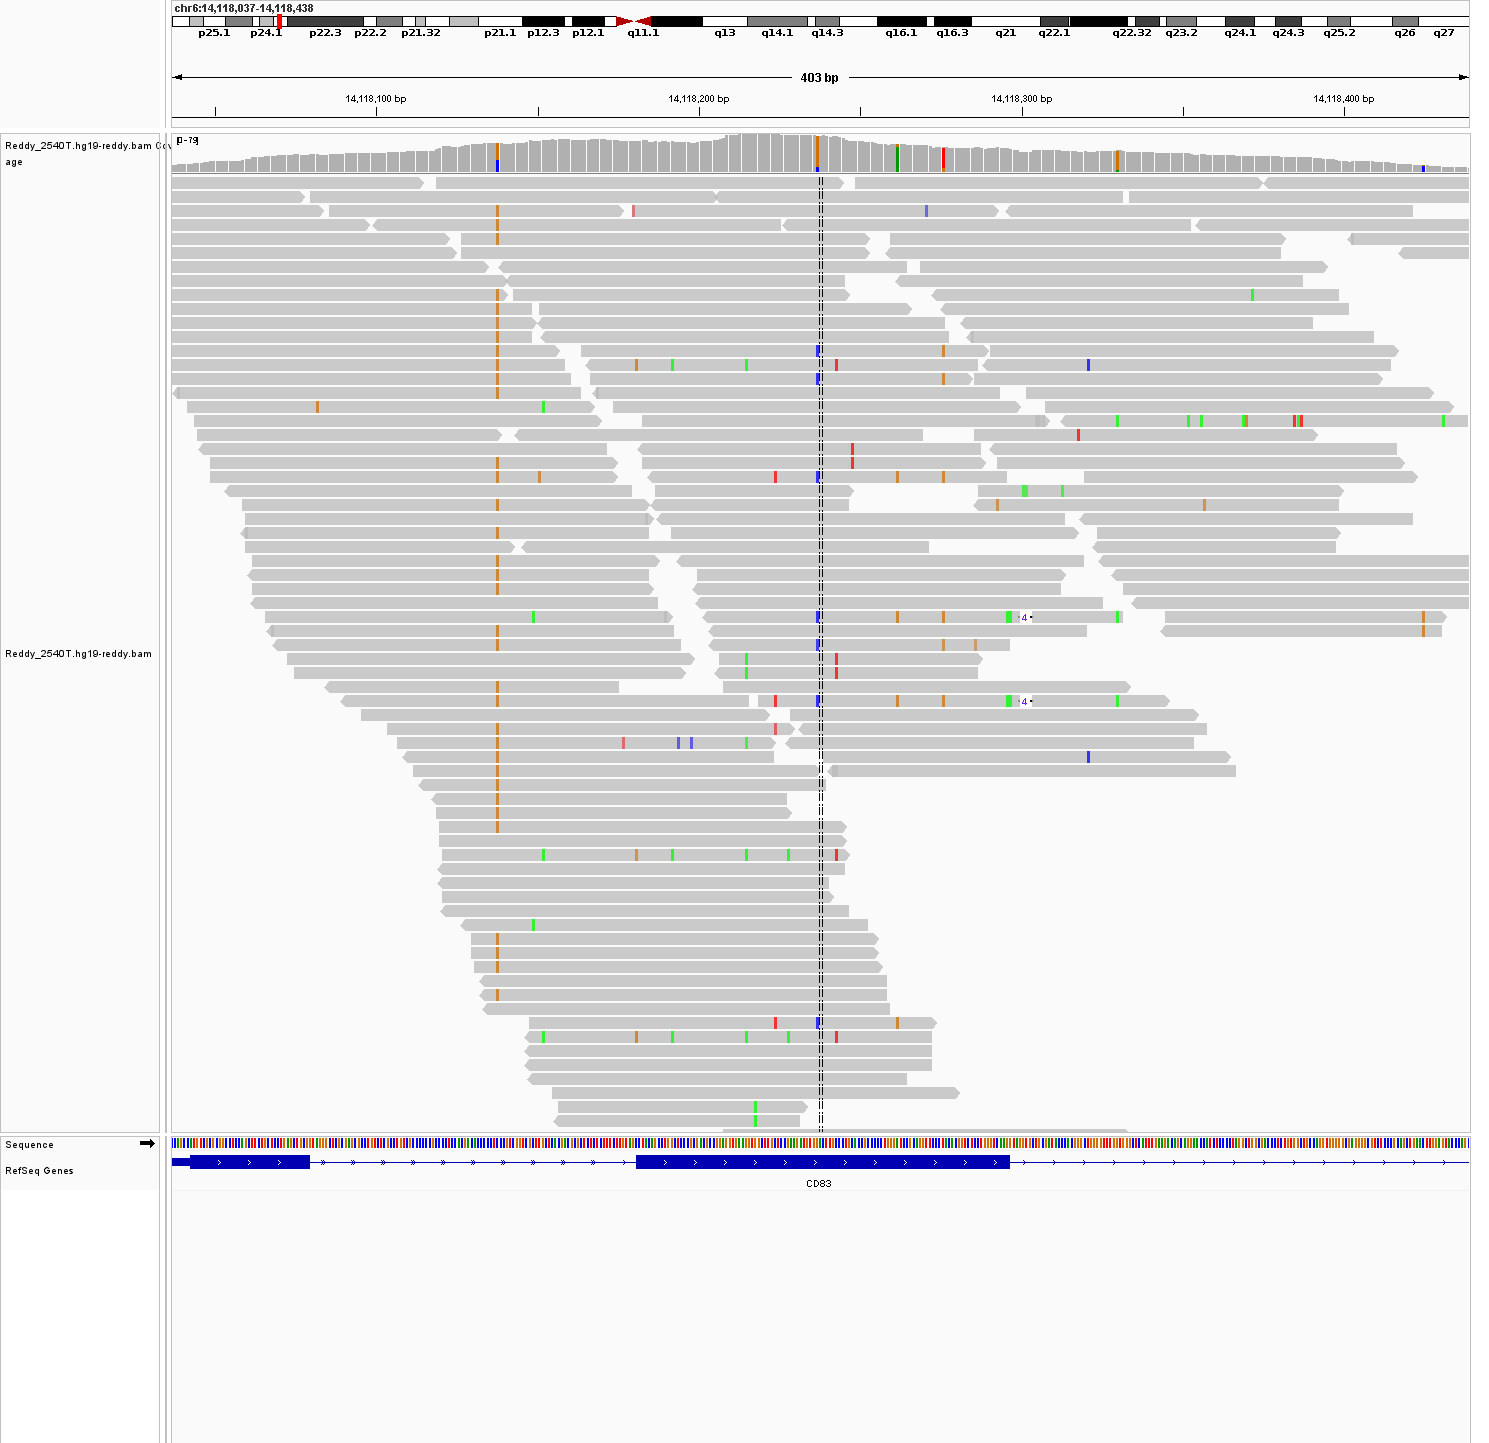 chr6:14,118,037-14,118,438
p25.1 p24.1 p22.3 p22.2 p21.32 p21.1 p12.3 p12.1 q11.1 q13 q14.1 q14.3 q16.1 q16.3 q21 q22.1 q22.32 q23.2 q24.1 q24.3 q25.2 q26 q27
403 bp
14,118,100 bp 14,118,200 bp 14,118,300 bp 14,118,400 bp
[0-79]
Reddy_2540T.hg19-reddy.bam Cov
age
4
Reddy_2540T.hg19-reddy.bam
4
Sequence
RefSeq Genes
CD83